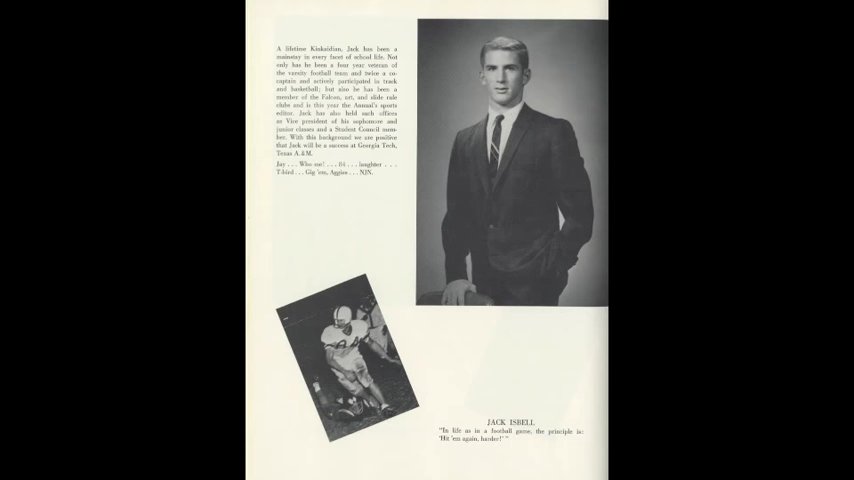 A lifetime Kinkaidian, Jack has been a
mainstay in every facet of school life. Not
only has he been a four year veteran of
the varsity football team and twice a co-
captain and actively participated in track
and basketball; but also he has been a
member of the Falcon, art, and slide rule
clubs and is this year the Annual's sports
editor. Jack has also held such offices
as Vice president of his sophomore and
junior classes and a Student Council mem-
ber. With this background we are positive
that Jack will be a success at Georgia Tech,
Texas A.&M.
Jay . . . Who me? . . . 84 . . . laughter . . .
T-bird . . . Gig 'em, Aggies . . . NJN.
84
JACK ISBELL
"In life as in a football game, the principle is:
'Hit 'em again, harder!' "